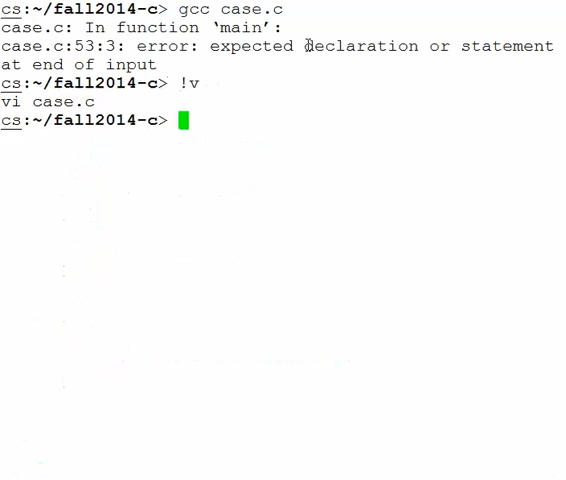 cs:~/fall2014-c> gcc case.c
case.c: In function ‘main’:
case.c:53:3: error: expected declaration or statement
at end of input
cs:~/fall2014-c> !v
vi case.c
cs:~/fall2014-c>